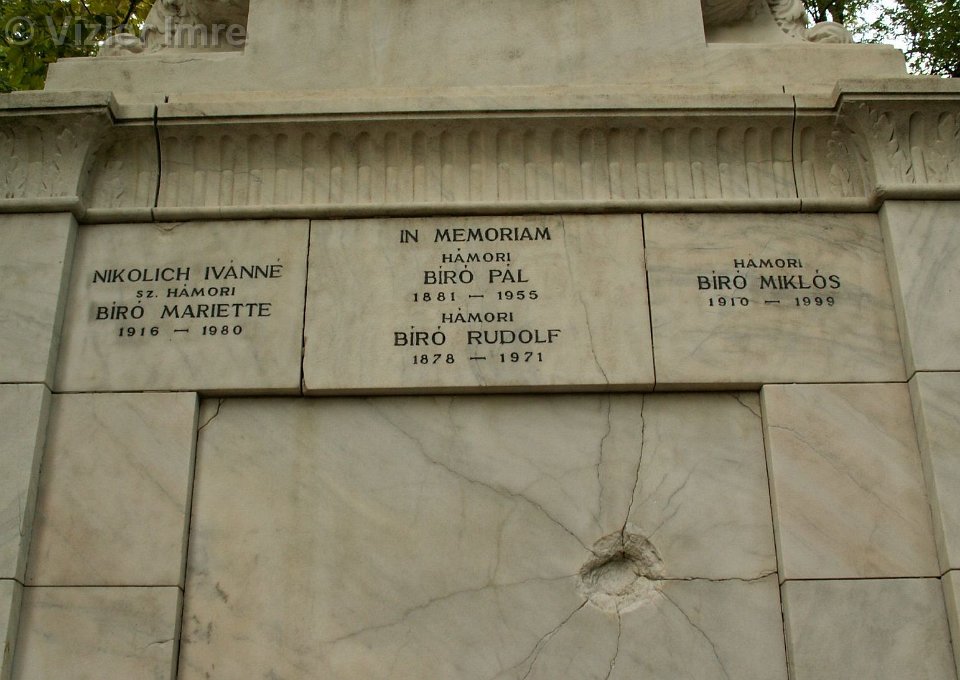 © Vizler Imre
NIKOLICH IVÁNNÉ
SZ. HÁMORI
BÍRÓ MARIETTE
1916 — 1980
IN MEMORIAM
HÁMORI
BÍRÓ PÁL
1881 — 1955
HÁMORI
BÍRÓ RUDOLF
1878 — 1971
HÁMORI
BÍRÓ MIKLÓS
1910 — 1999